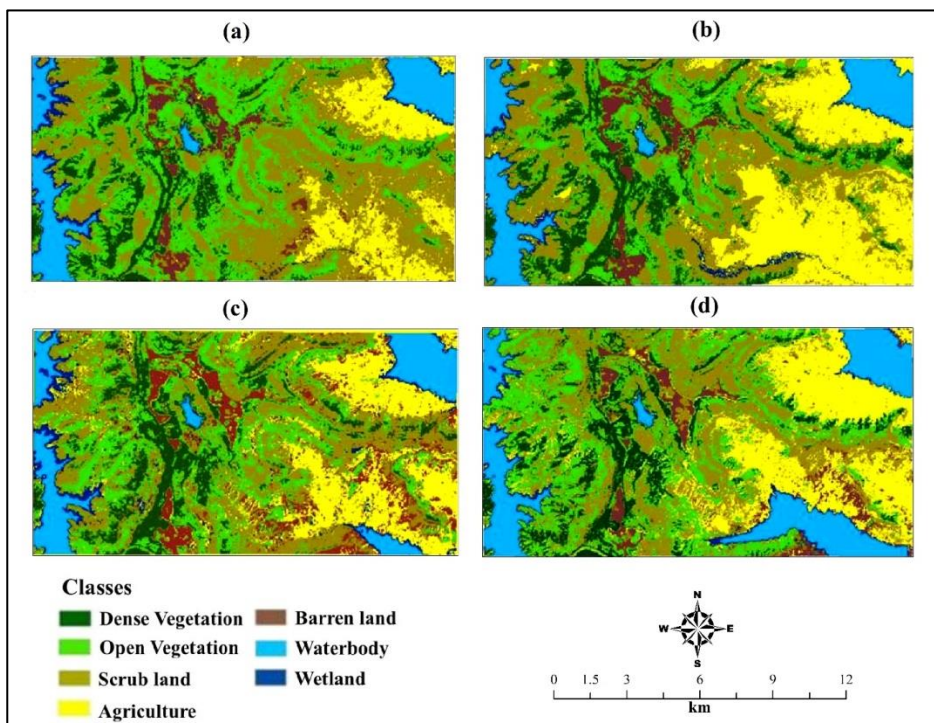 (a) (b)
(c) (d)
Classes
Dense Vegetation Barren land
Open Vegetation Waterbody
Scrub land Wetland
Agriculture
N
W E
S
0 1.5 3 6 9 12
km